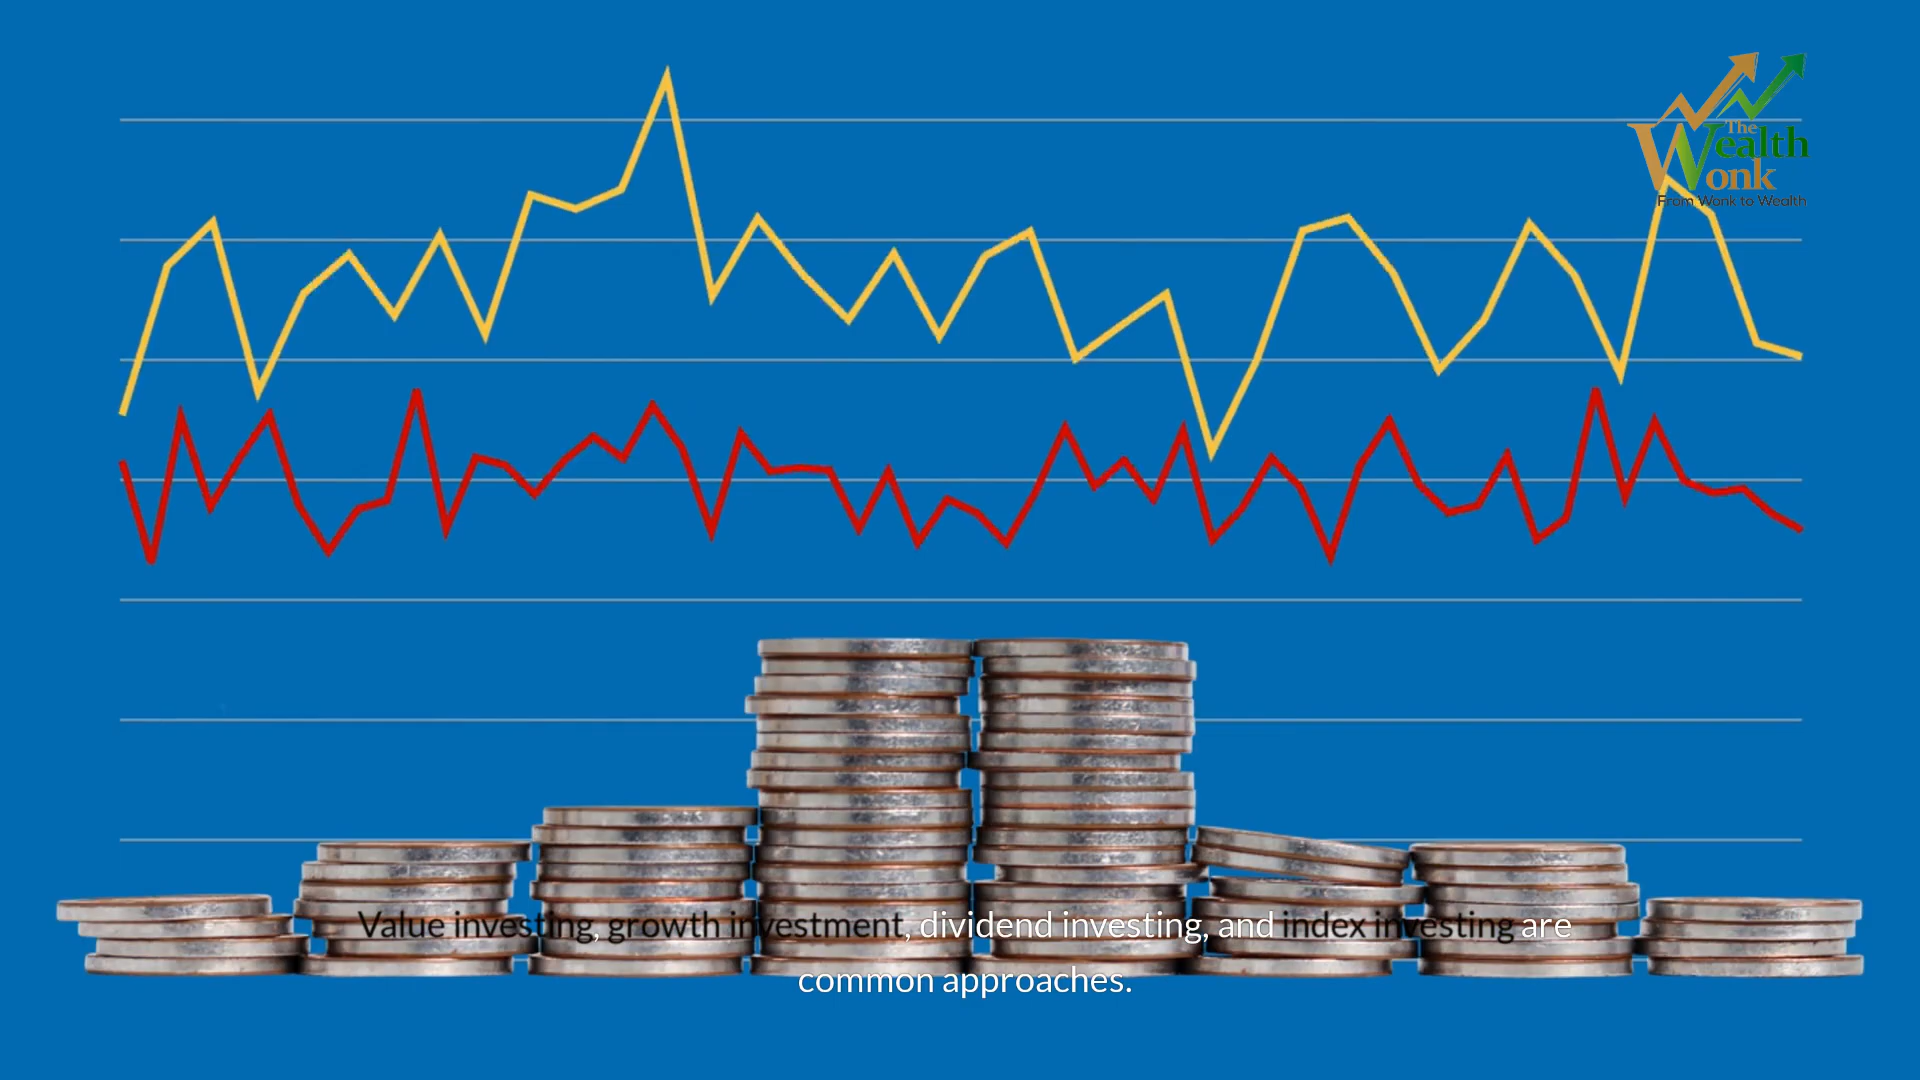 The
Wealth
Wonk
From Wonk to Wealth
Value investing, growth investment, dividend investing, and index investing are
common approaches.